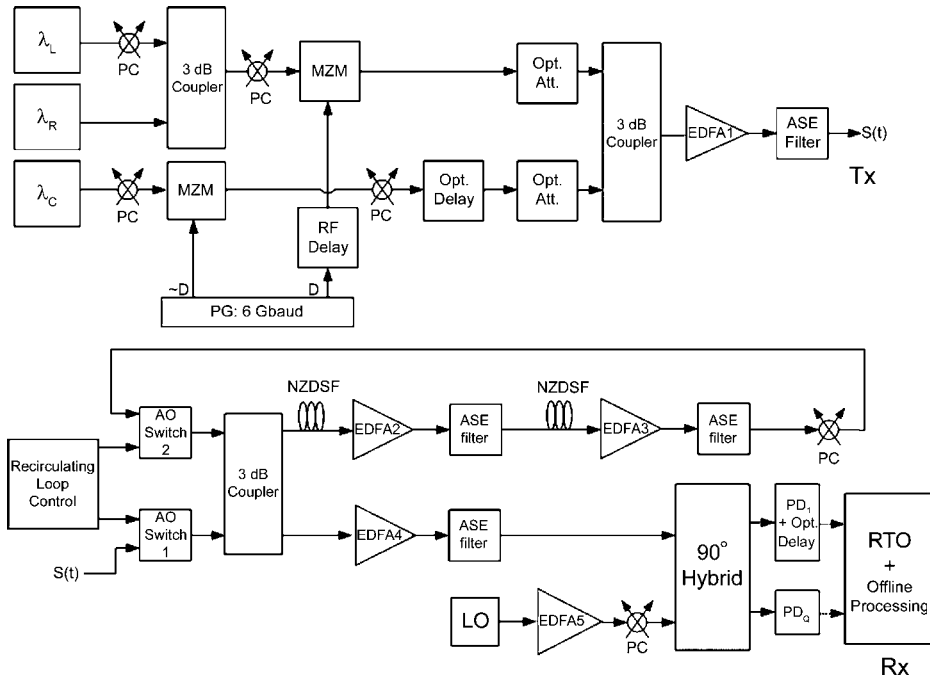 λL
PC
3 dB
Coupler
PC
MZM
Opt.
Att.
3 dB
Coupler
EDFA1
ASE
Filter
S(t)
Tx
λR
λC
PC
MZM
PC
Opt.
Delay
Opt.
Att.
RF
Delay
~D
D
PG: 6 Gbaud
NZDSF
EDFA2
ASE
filter
NZDSF
EDFA3
ASE
filter
PC
AO
Switch
2
Recirculating
Loop
Control
3 dB
Coupler
AO
Switch
1
S(t)
EDFA4
ASE
filter
90°
Hybrid
PD1
+ Opt.
Delay
RTO
+
Offline
Processing
LO
EDFA5
PC
PDQ
Rx